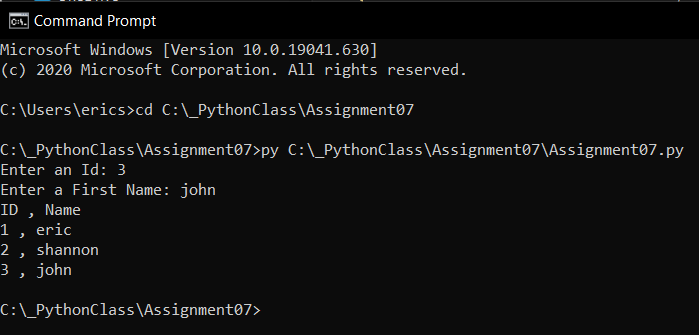 Command Prompt
Microsoft Windows [Version 10.0.19041.630]
(c) 2020 Microsoft Corporation. All rights reserved.
C:\Users\erics>cd C:\_PythonClass\Assignment07
C:\_PythonClass\Assignment07>py C:\_PythonClass\Assignment07\Assignment07.py
Enter an Id: 3
Enter a First Name: john
ID , Name
1 , eric
2 , shannon
3 , john
C:\_PythonClass\Assignment07>